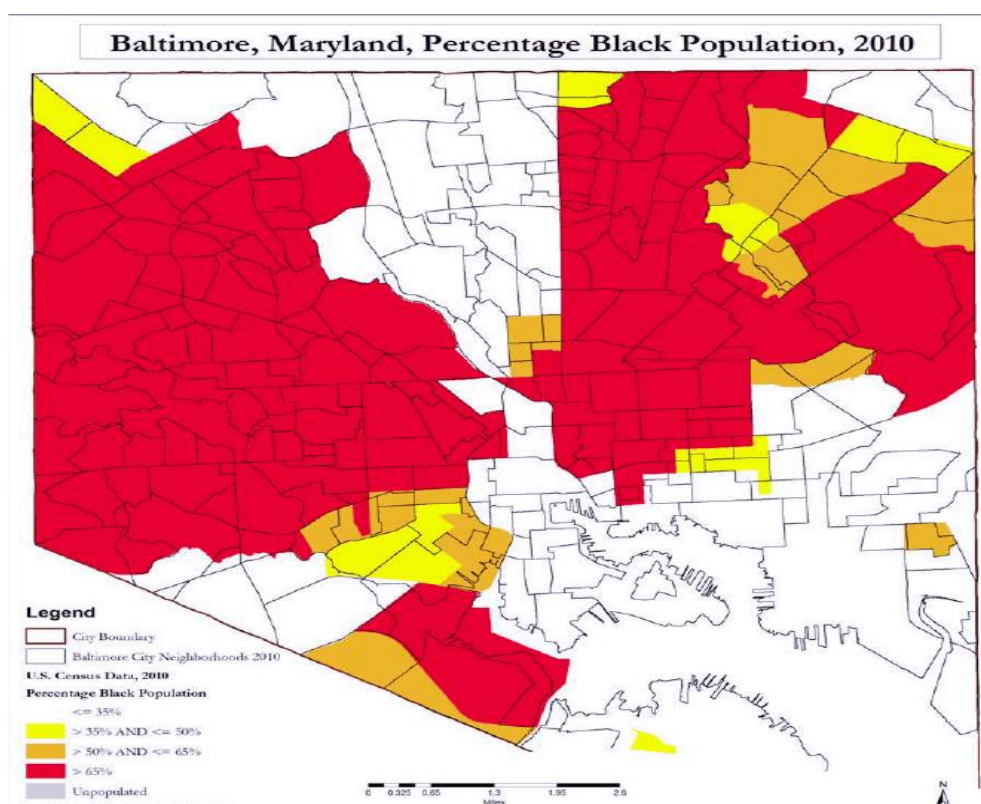 Baltimore, Maryland, Percentage Black Population, 2010
Legend
City Boundary
Baltimore City Neighborhoods 2010
U.S. Census Data, 2010
Percentage Black Population
<= 35%
> 35% AND <= 50%
> 50% AND <= 65%
> 65%
Unpopulated
0 0.325 0.65 1.3 1.95 2.6
Miles
N